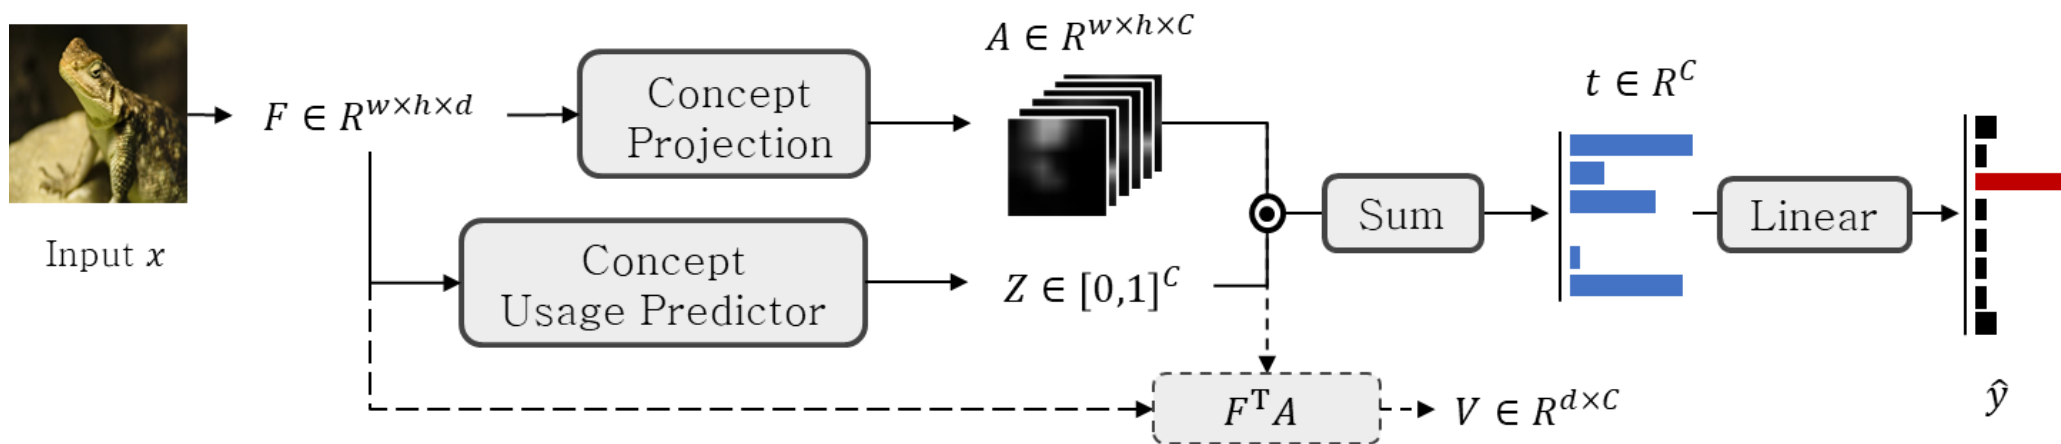 Input x
F ∈ R^{w×h×d}
Concept
Projection
Concept
Usage Predictor
A ∈ R^{w×h×C}
Z ∈ [0,1]^C
Sum
F^T A
V ∈ R^{d×C}
t ∈ R^C
Linear
ŷ